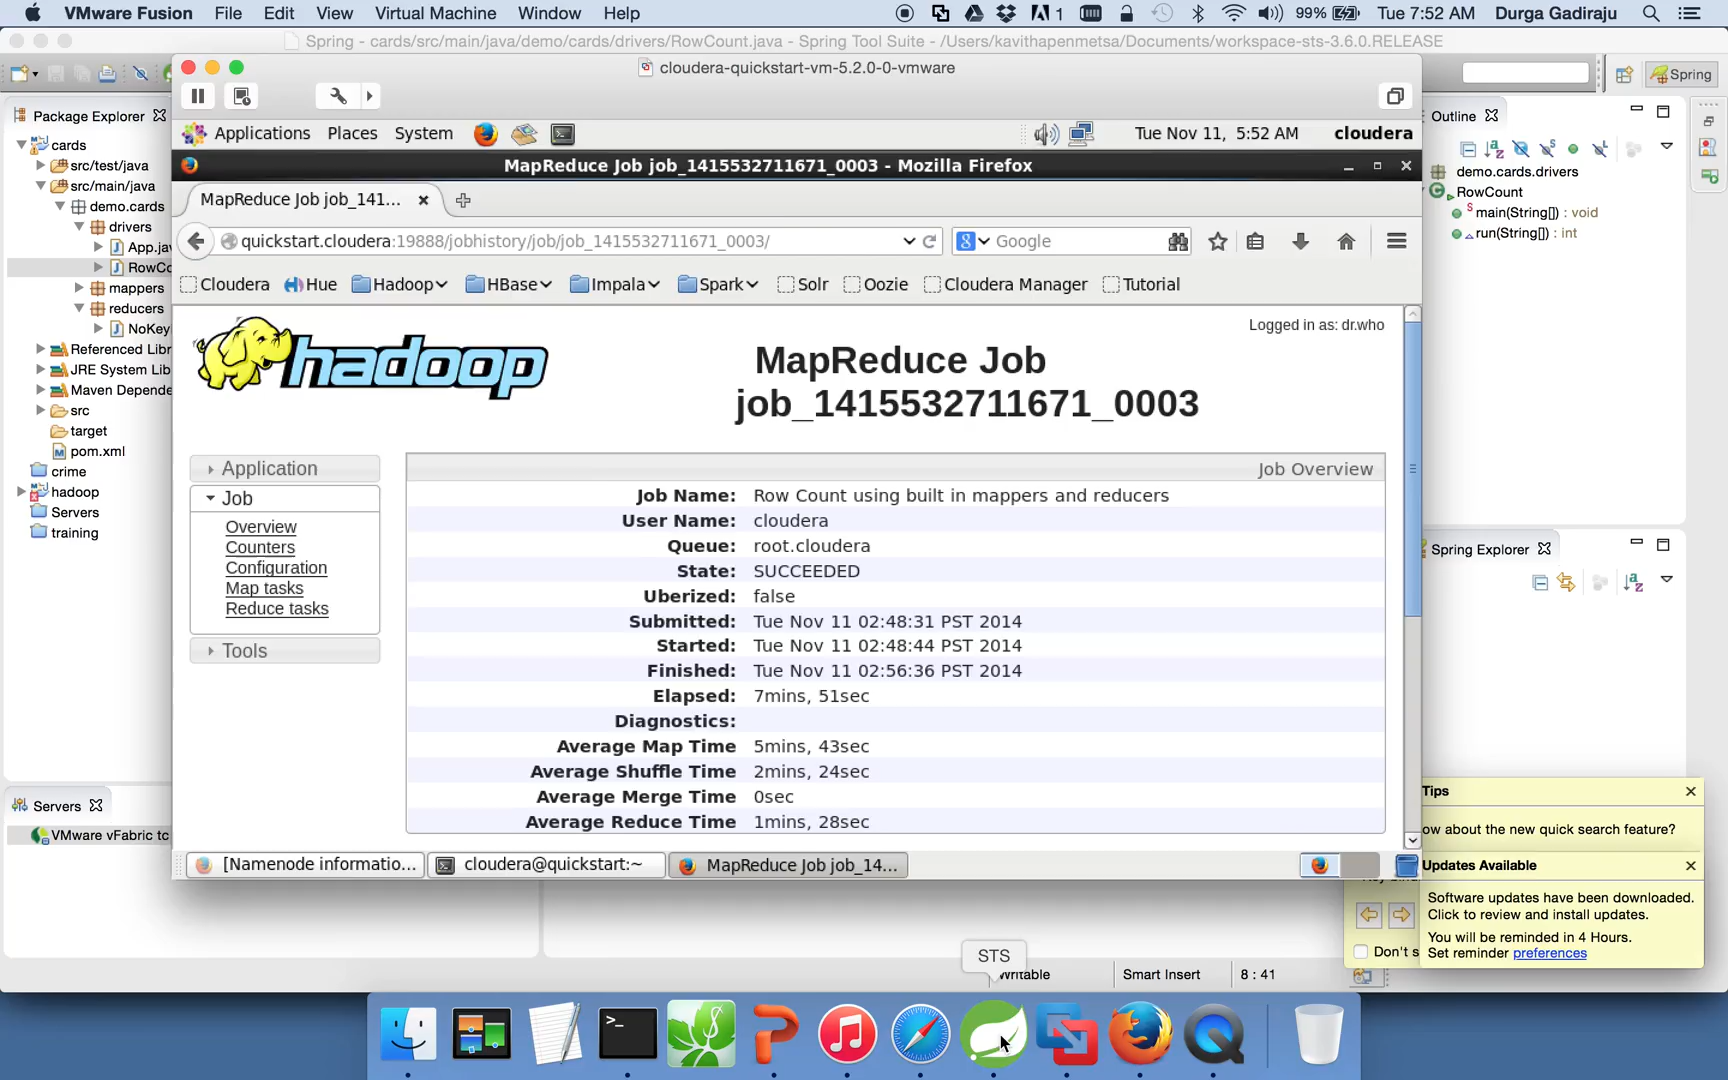 VMware Fusion File Edit View Virtual Machine Window Help 1 99% Tue 7:52 AM Durga Gadiraju
Spring - cards/src/main/java/demo/cards/drivers/RowCount.java - Spring Tool Suite - /Users/kavithapenmetsa/Documents/workspace-sts-3.6.0.RELEASE
cloudera-quickstart-vm-5.2.0-0-vmware
Spring
Package Explorer
cards
src/test/java
src/main/java
demo.cards
drivers
App.jav
RowCo
mappers
reducers
NoKey
Referenced Libr
JRE System Lib
Maven Depende
src
target
pom.xml
crime
hadoop
Servers
training
Servers
VMware vFabric tc
Applications Places System Tue Nov 11, 5:52 AM cloudera
MapReduce Job job_1415532711671_0003 - Mozilla Firefox
MapReduce Job job_141...
quickstart.cloudera:19888/jobhistory/job/job_1415532711671_0003/
Google
Cloudera Hue Hadoop HBase Impala Spark Solr Oozie Cloudera Manager Tutorial
hadoop
Logged in as: dr.who
MapReduce Job
job_1415532711671_0003
Application
Job
Overview
Counters
Configuration
Map tasks
Reduce tasks
Tools
Job Overview
Job Name: Row Count using built in mappers and reducers
User Name: cloudera
Queue: root.cloudera
State: SUCCEEDED
Uberized: false
Submitted: Tue Nov 11 02:48:31 PST 2014
Started: Tue Nov 11 02:48:44 PST 2014
Finished: Tue Nov 11 02:56:36 PST 2014
Elapsed: 7mins, 51sec
Diagnostics:
Average Map Time 5mins, 43sec
Average Shuffle Time 2mins, 24sec
Average Merge Time 0sec
Average Reduce Time 1mins, 28sec
[Namenode informatio...
cloudera@quickstart:~
MapReduce Job job_14...
Outline
demo.cards.drivers
RowCount
main(String[]) : void
run(String[]) : int
Spring Explorer
Tips
ow about the new quick search feature?
Updates Available
Software updates have been downloaded.
Click to review and install updates.
You will be reminded in 4 Hours.
Set reminder preferences
Don't s
STS
Writable
Smart Insert
8 : 41